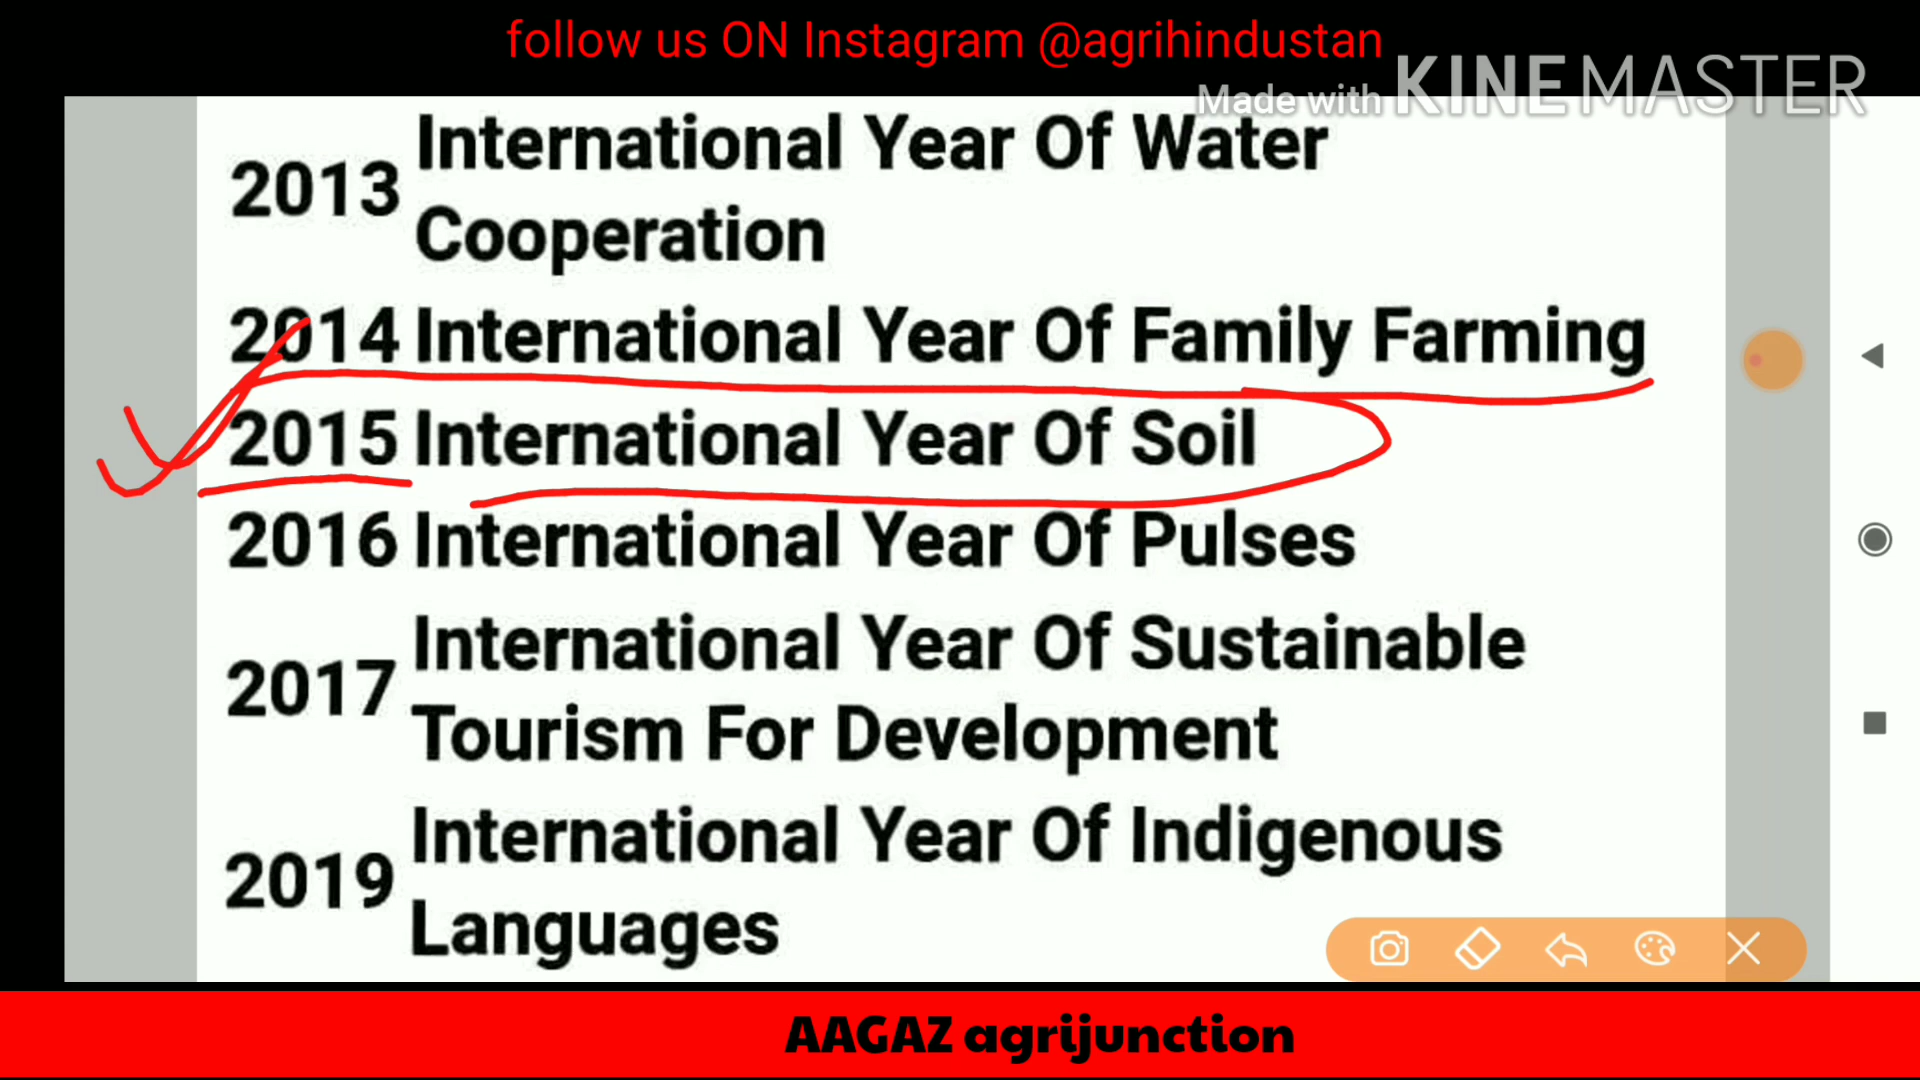 follow us ON Instagram @agrihindustan
Made with KINEMASTER
2013 International Year Of Water
Cooperation
2014 International Year Of Family Farming
2015 International Year Of Soil
2016 International Year Of Pulses
2017 International Year Of Sustainable
Tourism For Development
2019 International Year Of Indigenous
Languages
AAGAZ agrijunction